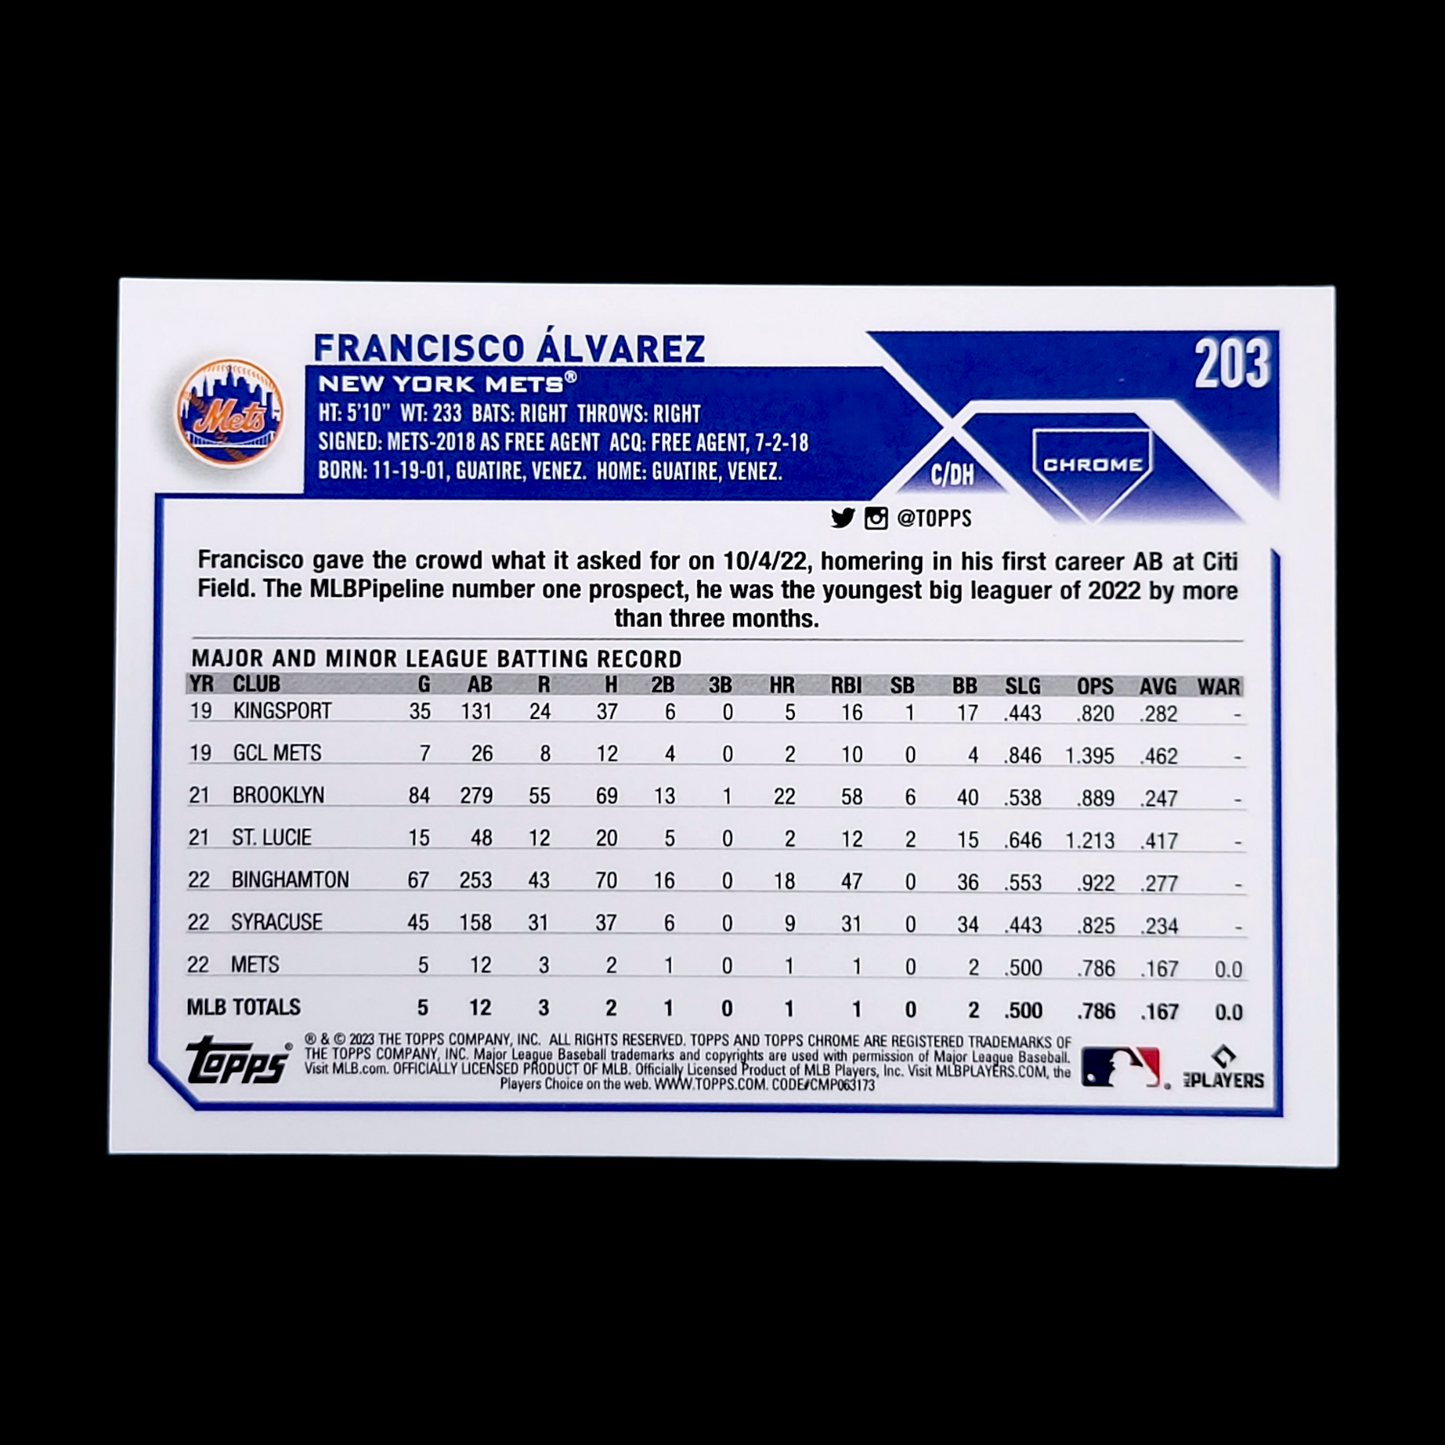 FRANCISCO ÁLVAREZ
203
NEW YORK METS®
Mets
HT: 5'10" WT: 233 BATS: RIGHT THROWS: RIGHT
SIGNED: METS-2018 AS FREE AGENT ACQ: FREE AGENT, 7-2-18
BORN: 11-19-01, GUATIRE, VENEZ. HOME: GUATIRE, VENEZ.
C/DH
CHROME
@TOPPS
Francisco gave the crowd what it asked for on 10/4/22, homering in his first career AB at Citi
Field. The MLBPipeline number one prospect, he was the youngest big leaguer of 2022 by more
than three months.
MAJOR AND MINOR LEAGUE BATTING RECORD
YR CLUB G AB R H 2B 3B HR RBI SB BB SLG OPS AVG WAR
19 KINGSPORT 35 131 24 37 6 0 5 16 1 17 .443 .820 .282 -
19 GCL METS 7 26 8 12 4 0 2 10 0 4 .846 1.395 .462 -
21 BROOKLYN 84 279 55 69 13 1 22 58 6 40 .538 .889 .247 -
21 ST. LUCIE 15 48 12 20 5 0 2 12 2 15 .646 1.213 .417 -
22 BINGHAMTON 67 253 43 70 16 0 18 47 0 36 .553 .922 .277 -
22 SYRACUSE 45 158 31 37 6 0 9 31 0 34 .443 .825 .234 -
22 METS 5 12 3 2 1 0 1 1 0 2 .500 .786 .167 0.0
MLB TOTALS 5 12 3 2 1 0 1 1 0 2 .500 .786 .167 0.0
topps®
® & © 2023 THE TOPPS COMPANY, INC. ALL RIGHTS RESERVED. TOPPS AND TOPPS CHROME ARE REGISTERED TRADEMARKS OF
THE TOPPS COMPANY, INC. Major League Baseball trademarks and copyrights are used with permission of Major League Baseball.
Visit MLB.com. OFFICIALLY LICENSED PRODUCT OF MLB. Officially Licensed Product of MLB Players, Inc. Visit MLBPLAYERS.COM, the
Players Choice on the web. WWW.TOPPS.COM. CODE#CMP063173
MLB PLAYERS